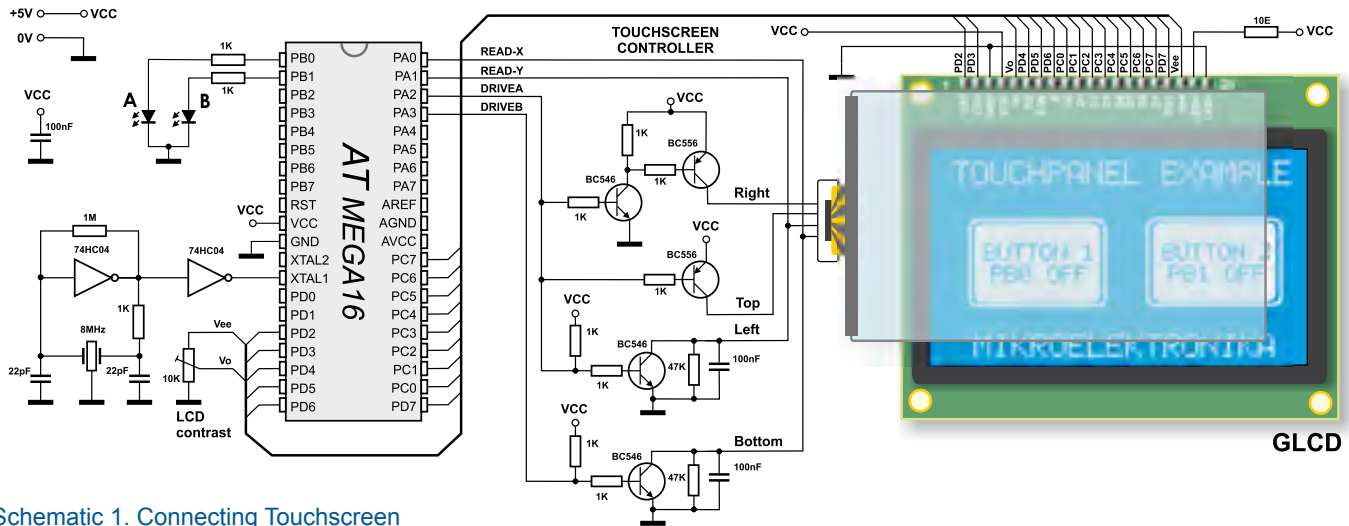 +5V VCC
0V
VCC
100nF
A B
1K
1K
1M
74HC04 74HC04
1K
8MHz
22pF 22pF
VCC
Vee
Vo
10K
LCD
contrast
AT MEGA16
PB0 PA0
PB1 PA1
PB2 PA2
PB3 PA3
PB4 PA4
PB5 PA5
PB6 PA6
PB7 PA7
RST AREF
VCC AGND
GND AVCC
XTAL2 PC7
XTAL1 PC6
PD0 PC5
PD1 PC4
PD2 PC3
PD3 PC2
PD4 PC1
PD5 PC0
PD6 PD7
READ-X
READ-Y
DRIVEA
DRIVEB
TOUCHSCREEN
CONTROLLER
VCC
1K
BC556
1K
BC546
1K
Right
VCC
BC556
1K
Top
VCC
1K
Left
BC546
1K
47K
100nF
VCC
1K
Bottom
BC546
1K
47K
100nF
VCC
PD2
PD3
Vo
PD4
PD5
PD6
PC0
PC1
PC2
PC3
PC4
PC5
PC6
PC7
PD7
Vee
10E
VCC
TOUCHPANEL EXAMPLE
BUTTON 1
PB0 OFF
BUTTON 2
PB1 OFF
MIKROELEKTRONIKA
GLCD
Schematic 1. Connecting Touchscreen